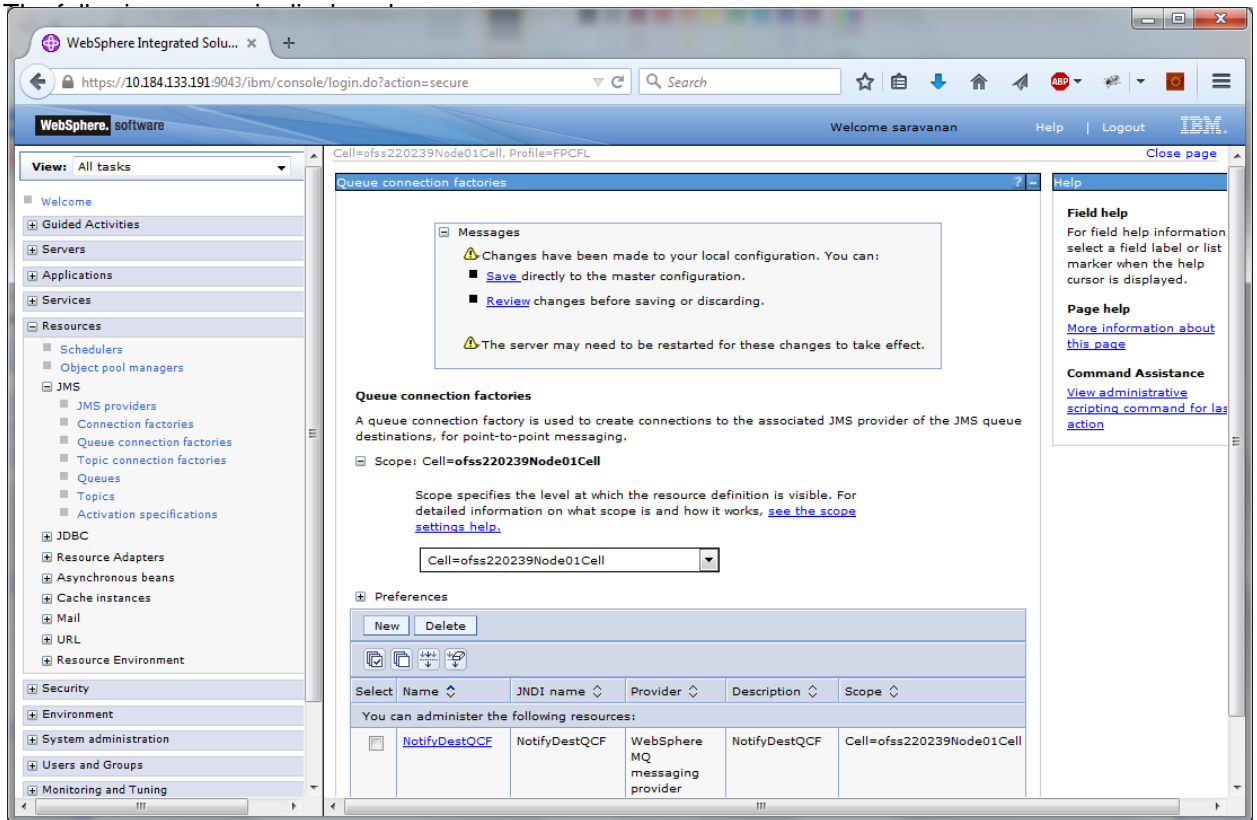 WebSphere Integrated Solu...
https://10.184.133.191:9043/ibm/console/login.do?action=secure
Search
ABP
WebSphere. software
Welcome saravanan
Help | Logout
IBM.
View: All tasks
Welcome
Guided Activities
Servers
Applications
Services
Resources
Schedulers
Object pool managers
JMS
JMS providers
Connection factories
Queue connection factories
Topic connection factories
Queues
Topics
Activation specifications
JDBC
Resource Adapters
Asynchronous beans
Cache instances
Mail
URL
Resource Environment
Security
Environment
System administration
Users and Groups
Monitoring and Tuning
Cell=ofss220239Node01Cell, Profile=FPCFL
Close page
Queue connection factories
? -
Messages
Changes have been made to your local configuration. You can:
Save directly to the master configuration.
Review changes before saving or discarding.
The server may need to be restarted for these changes to take effect.
Queue connection factories
A queue connection factory is used to create connections to the associated JMS provider of the JMS queue
destinations, for point-to-point messaging.
Scope: Cell=ofss220239Node01Cell
Scope specifies the level at which the resource definition is visible. For
detailed information on what scope is and how it works, see the scope
settings help.
Cell=ofss220239Node01Cell
Preferences
New Delete
Select Name JNDI name Provider Description Scope
You can administer the following resources:
NotifyDestQCF NotifyDestQCF WebSphere NotifyDestQCF Cell=ofss220239Node01Cell
MQ
messaging
provider
Help
Field help
For field help information
select a field label or list
marker when the help
cursor is displayed.
Page help
More information about
this page
Command Assistance
View administrative
scripting command for las
action